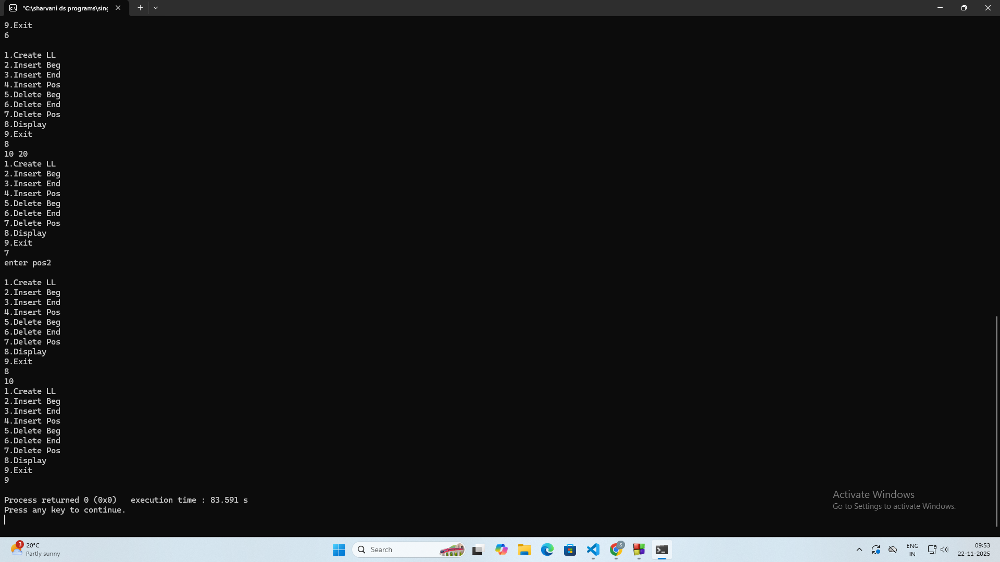 "C:\sharvani ds programs\sing
9.Exit
6
1.Create LL
2.Insert Beg
3.Insert End
4.Insert Pos
5.Delete Beg
6.Delete End
7.Delete Pos
8.Display
9.Exit
8
10 20
1.Create LL
2.Insert Beg
3.Insert End
4.Insert Pos
5.Delete Beg
6.Delete End
7.Delete Pos
8.Display
9.Exit
7
enter pos2
1.Create LL
2.Insert Beg
3.Insert End
4.Insert Pos
5.Delete Beg
6.Delete End
7.Delete Pos
8.Display
9.Exit
8
10
1.Create LL
2.Insert Beg
3.Insert End
4.Insert Pos
5.Delete Beg
6.Delete End
7.Delete Pos
8.Display
9.Exit
9
Process returned 0 (0x0)   execution time : 83.591 s
Press any key to continue.
Activate Windows
Go to Settings to activate Windows.
3
20°C
Partly sunny
Search
S
ENG
IN
09:53
22-11-2025